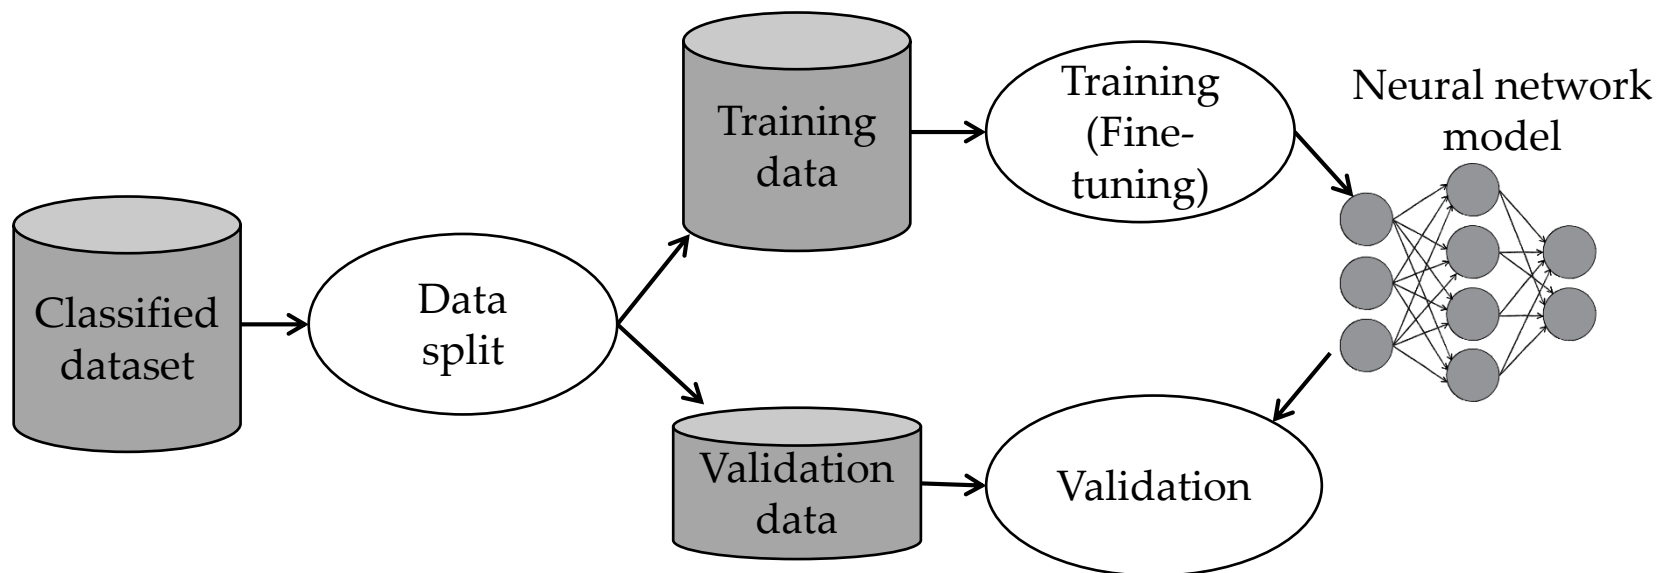 Classified
dataset
Data
split
Training
data
Training
(Fine-
tuning)
Neural network
model
Validation
data
Validation